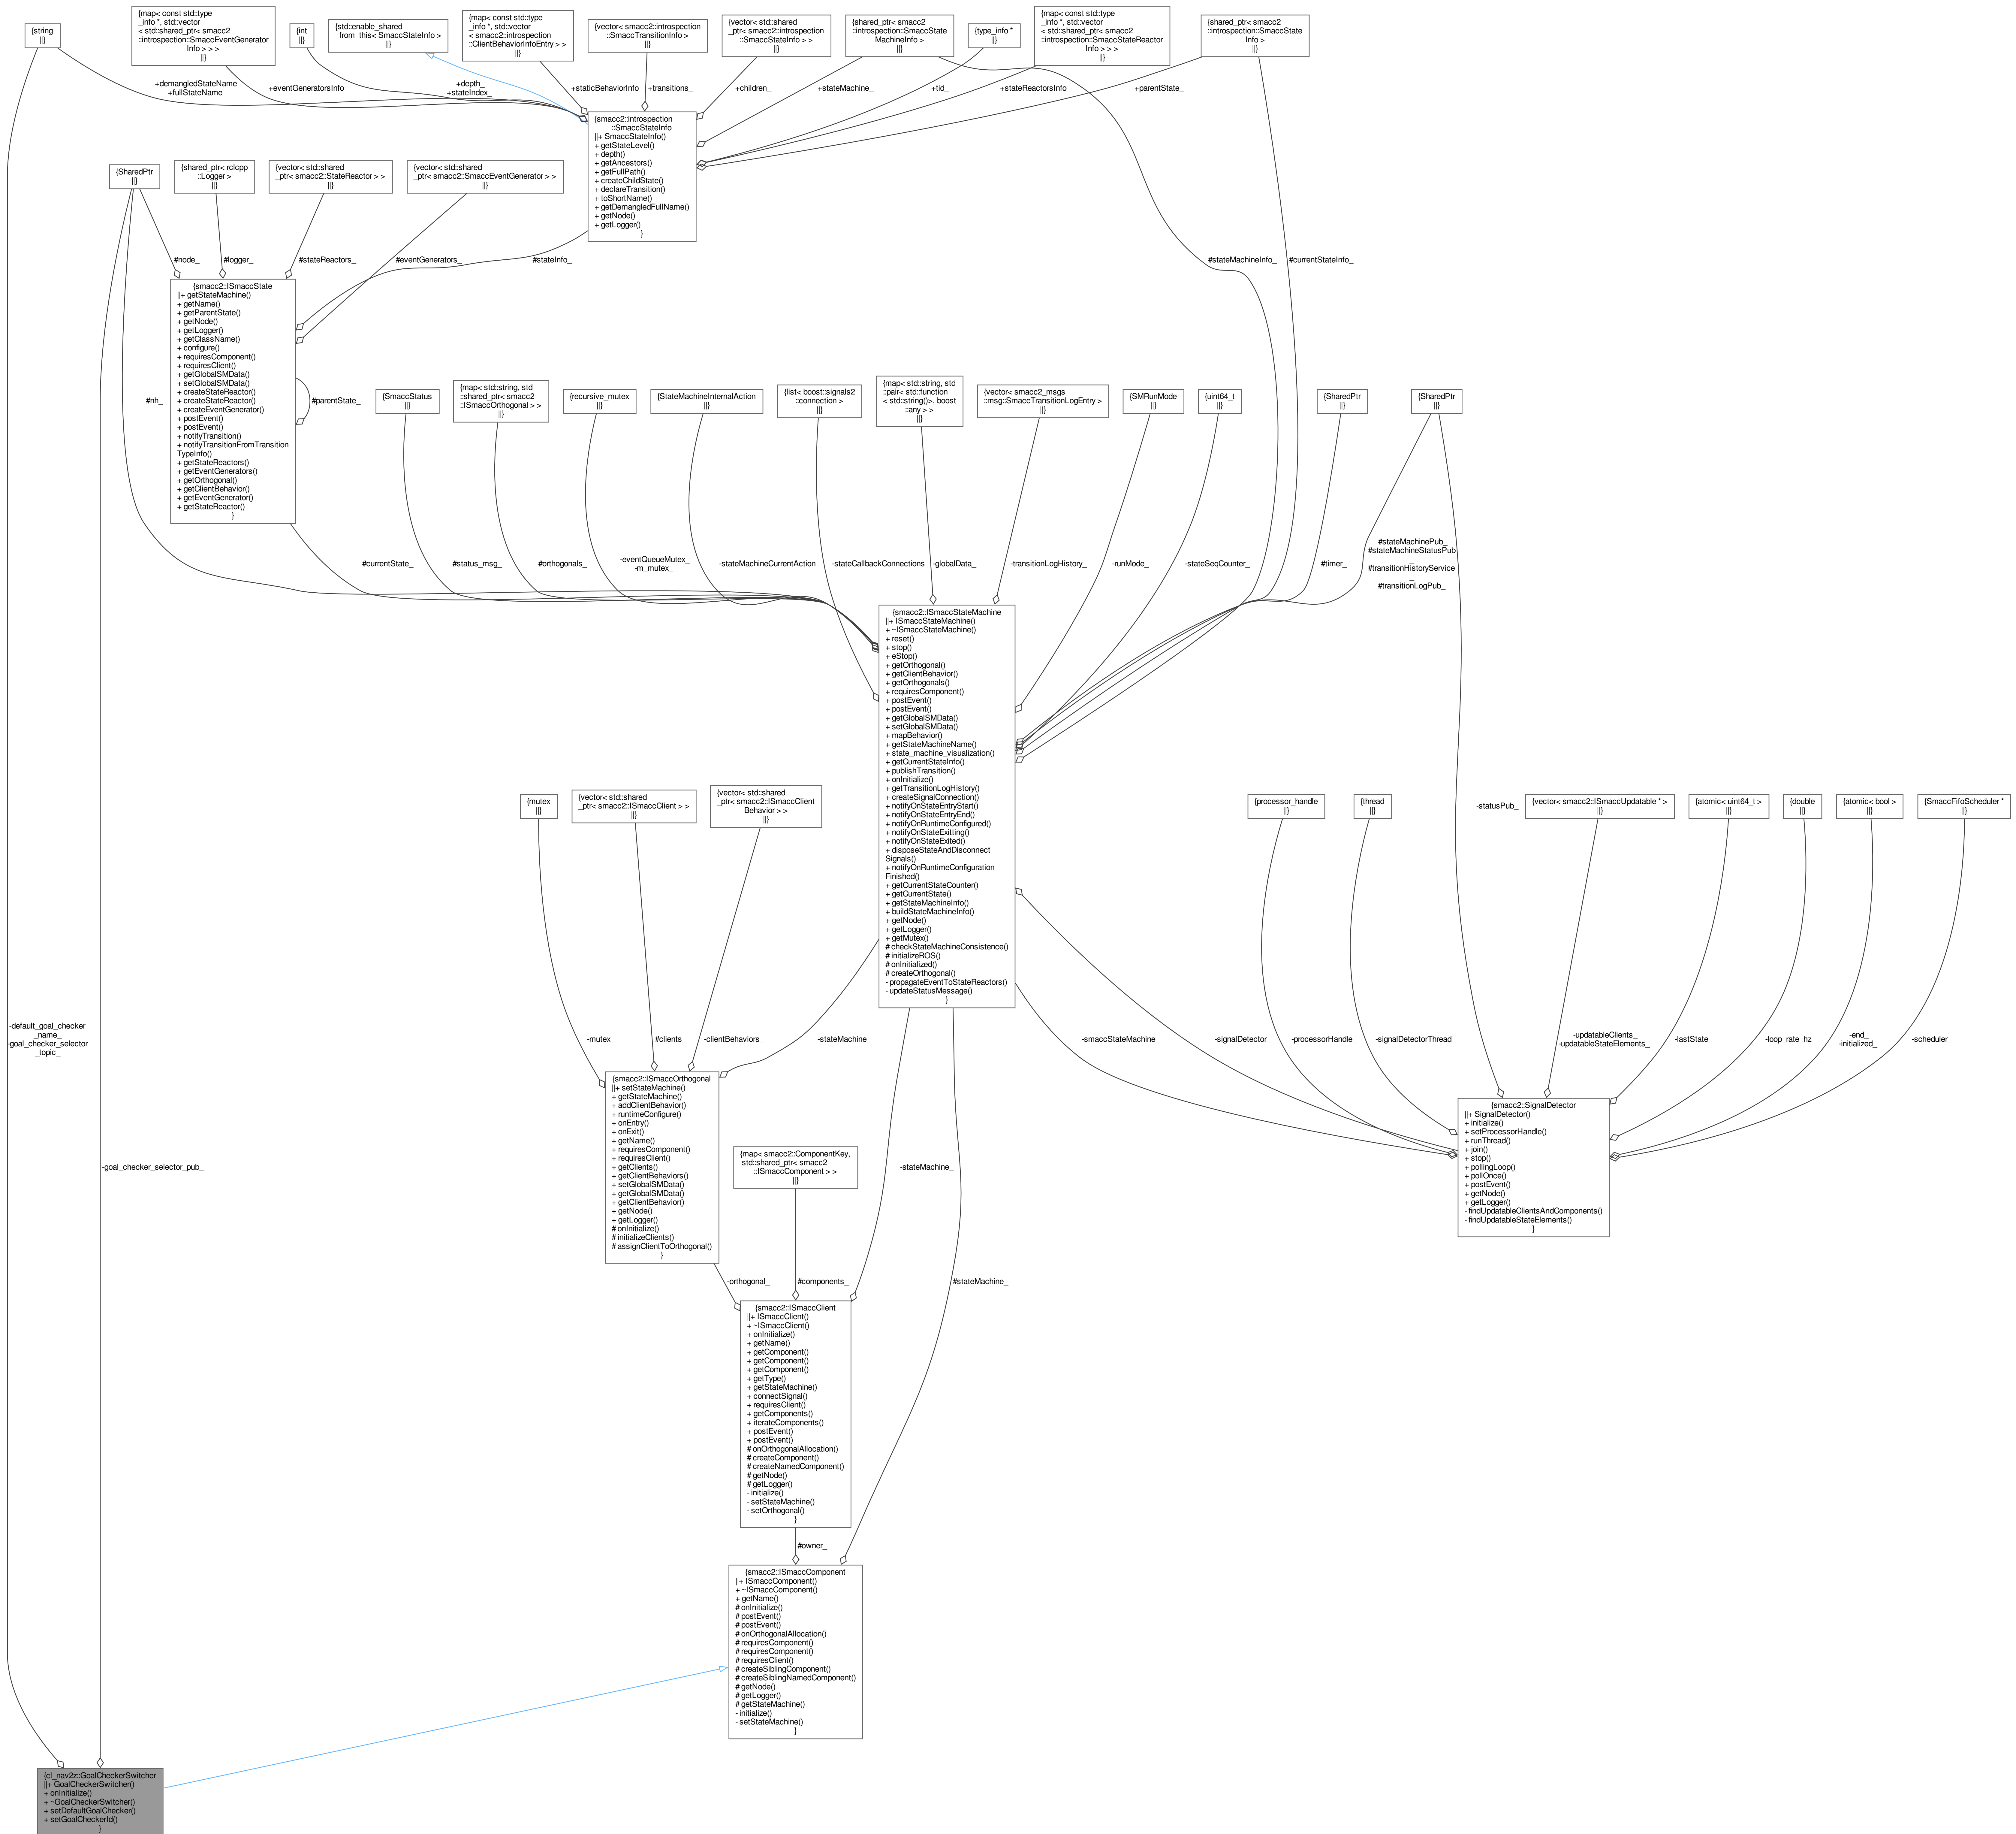 {string
||}
{map< const std::type
_info *, std::vector
< std::shared_ptr< smacc2
::introspection::SmaccEventGenerator
Info > > >
||}
{int
||}
{std::enable_shared
_from_this< SmaccStateInfo >
||}
{map< const std::type
_info *, std::vector
< smacc2::introspection
::ClientBehaviorInfoEntry > >
||}
{vector< smacc2::introspection
::SmaccTransitionInfo >
||}
{vector< std::shared
_ptr< smacc2::introspection
::SmaccStateInfo > >
||}
{shared_ptr< smacc2
::introspection::SmaccState
MachineInfo >
||}
{type_info *
||}
{map< const std::type
_info *, std::vector
< std::shared_ptr< smacc2
::introspection::SmaccStateReactor
Info > > >
||}
{shared_ptr< smacc2
::introspection::SmaccState
Info >
||}
+demangledStateName
+fullStateName
+eventGeneratorsInfo
+depth_
+stateIndex_
+staticBehaviorInfo
+transitions_
+children_
+stateMachine_
+tid_
+stateReactorsInfo
+parentState_
{smacc2::introspection
::SmaccStateInfo
||+ SmaccStateInfo()
+ getStateLevel()
+ depth()
+ getAncestors()
+ getFullPath()
+ createChildState()
+ declareTransition()
+ toShortName()
+ getDemangledFullName()
+ getNode()
+ getLogger()
}
{SharedPtr
||}
{shared_ptr< rclcpp
::Logger >
||}
{vector< std::shared
_ptr< smacc2::StateReactor > >
||}
{vector< std::shared
_ptr< smacc2::SmaccEventGenerator > >
||}
#node_
#logger_
#stateReactors_
#eventGenerators_
#stateInfo_
#stateMachineInfo_
#currentStateInfo_
{smacc2::ISmaccState
||+ getStateMachine()
+ getName()
+ getParentState()
+ getNode()
+ getLogger()
+ getClassName()
+ configure()
+ requiresComponent()
+ requiresClient()
+ getGlobalSMData()
+ setGlobalSMData()
+ createStateReactor()
+ createStateReactor()
+ createEventGenerator()
+ postEvent()
+ postEvent()
+ notifyTransition()
+ notifyTransitionFromTransition
TypeInfo()
+ getStateReactors()
+ getEventGenerators()
+ getOrthogonal()
+ getClientBehavior()
+ getEventGenerator()
+ getStateReactor()
}
#nh_
#parentState_
{SmaccStatus
||}
{map< std::string, std
::shared_ptr< smacc2
::ISmaccOrthogonal > >
||}
{recursive_mutex
||}
{StateMachineInternalAction
||}
{list< boost::signals2
::connection >
||}
{map< std::string, std
::pair< std::function
< std::string()>, boost
::any > >
||}
{vector< smacc2_msgs
::msg::SmaccTransitionLogEntry >
||}
{SMRunMode
||}
{uint64_t
||}
{SharedPtr
||}
{SharedPtr
||}
#currentState_
#status_msg_
#orthogonals_
-eventQueueMutex_
-m_mutex_
-stateMachineCurrentAction
-stateCallbackConnections
-globalData_
-transitionLogHistory_
-runMode_
-stateSeqCounter_
#timer_
#stateMachinePub_
#stateMachineStatusPub
_
#transitionHistoryService
_
#transitionLogPub_
{smacc2::ISmaccStateMachine
||+ ISmaccStateMachine()
+ ~ISmaccStateMachine()
+ reset()
+ stop()
+ eStop()
+ getOrthogonal()
+ getClientBehavior()
+ getOrthogonals()
+ requiresComponent()
+ postEvent()
+ postEvent()
+ getGlobalSMData()
+ setGlobalSMData()
+ mapBehavior()
+ getStateMachineName()
+ state_machine_visualization()
+ getCurrentStateInfo()
+ publishTransition()
+ onInitialize()
+ getTransitionLogHistory()
+ createSignalConnection()
+ notifyOnStateEntryStart()
+ notifyOnStateEntryEnd()
+ notifyOnRuntimeConfigured()
+ notifyOnStateExitting()
+ notifyOnStateExited()
+ disposeStateAndDisconnect
Signals()
+ notifyOnRuntimeConfiguration
Finished()
+ getCurrentStateCounter()
+ getCurrentState()
+ getStateMachineInfo()
+ buildStateMachineInfo()
+ getNode()
+ getLogger()
+ getMutex()
# checkStateMachineConsistence()
# initializeROS()
# onInitialized()
# createOrthogonal()
- propagateEventToStateReactors()
- updateStatusMessage()
}
{mutex
||}
{vector< std::shared
_ptr< smacc2::ISmaccClient > >
||}
{vector< std::shared
_ptr< smacc2::ISmaccClient
Behavior > >
||}
{processor_handle
||}
{thread
||}
-statusPub_
{vector< smacc2::ISmaccUpdatable * >
||}
{atomic< uint64_t >
||}
{double
||}
{atomic< bool >
||}
{SmaccFifoScheduler *
||}
-default_goal_checker
_name_
-goal_checker_selector
_topic_
-mutex_
#clients_
-clientBehaviors_
-stateMachine_
-smaccStateMachine_
-signalDetector_
-processorHandle_
-signalDetectorThread_
-updatableClients_
-updatableStateElements_
-lastState_
-loop_rate_hz
-end_
-initialized_
-scheduler_
{smacc2::ISmaccOrthogonal
||+ setStateMachine()
+ getStateMachine()
+ addClientBehavior()
+ runtimeConfigure()
+ onEntry()
+ onExit()
+ getName()
+ requiresComponent()
+ requiresClient()
+ getClients()
+ getClientBehaviors()
+ setGlobalSMData()
+ getGlobalSMData()
+ getClientBehavior()
+ getNode()
+ getLogger()
# onInitialize()
# initializeClients()
# assignClientToOrthogonal()
}
{smacc2::SignalDetector
||+ SignalDetector()
+ initialize()
+ setProcessorHandle()
+ runThread()
+ join()
+ stop()
+ pollingLoop()
+ pollOnce()
+ postEvent()
+ getNode()
+ getLogger()
- findUpdatableClientsAndComponents()
- findUpdatableStateElements()
}
-goal_checker_selector_pub_
{map< smacc2::ComponentKey,
std::shared_ptr< smacc2
::ISmaccComponent > >
||}
-stateMachine_
-orthogonal_
#components_
#stateMachine_
{smacc2::ISmaccClient
||+ ISmaccClient()
+ ~ISmaccClient()
+ onInitialize()
+ getName()
+ getComponent()
+ getComponent()
+ getComponent()
+ getType()
+ getStateMachine()
+ connectSignal()
+ requiresClient()
+ getComponents()
+ iterateComponents()
+ postEvent()
+ postEvent()
# onOrthogonalAllocation()
# createComponent()
# createNamedComponent()
# getNode()
# getLogger()
- initialize()
- setStateMachine()
- setOrthogonal()
}
#owner_
{smacc2::ISmaccComponent
||+ ISmaccComponent()
+ ~ISmaccComponent()
+ getName()
# onInitialize()
# postEvent()
# postEvent()
# onOrthogonalAllocation()
# requiresComponent()
# requiresComponent()
# requiresClient()
# createSiblingComponent()
# createSiblingNamedComponent()
# getNode()
# getLogger()
# getStateMachine()
- initialize()
- setStateMachine()
}
{cl_nav2z::GoalCheckerSwitcher
||+ GoalCheckerSwitcher()
+ onInitialize()
+ ~GoalCheckerSwitcher()
+ setDefaultGoalChecker()
+ setGoalCheckerId()
}